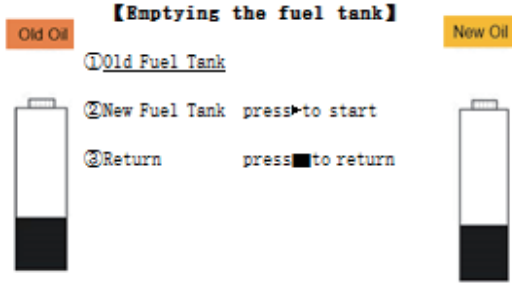 【Emptying the fuel tank】
Old Oil
New Oil
①Old Fuel Tank
②New Fuel Tank press▶to start
③Return press■to return